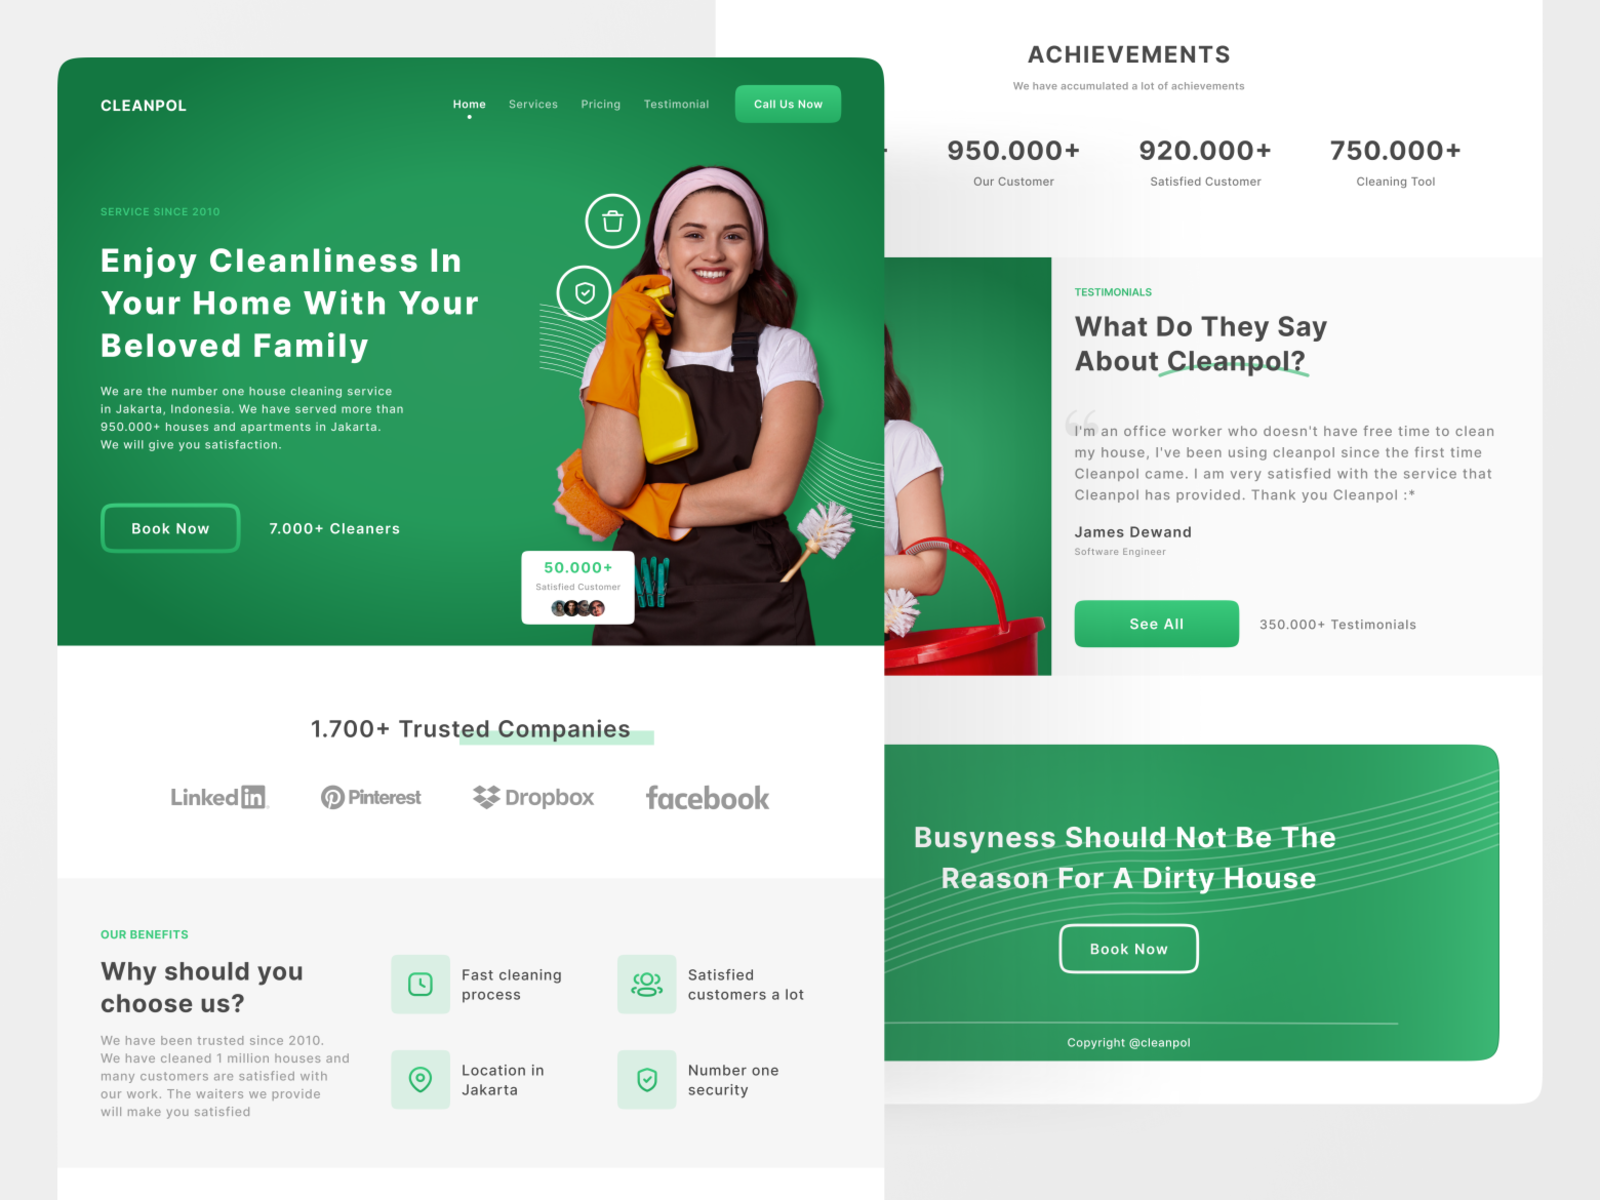 CLEANPOL
Home
Services
Pricing
Testimonial
Call Us Now
SERVICE SINCE 2010
Enjoy Cleanliness In
Your Home With Your
Beloved Family
We are the number one house cleaning service
in Jakarta, Indonesia. We have served more than
950.000+ houses and apartments in Jakarta.
We will give you satisfaction.
Book Now
7.000+ Cleaners
50.000+
Satisfied Customer
1.700+ Trusted Companies
Linked in
Pinterest
Dropbox
facebook
OUR BENEFITS
Why should you
choose us?
We have been trusted since 2010.
We have cleaned 1 million houses and
many customers are satisfied with
our work. The waiters we provide
will make you satisfied
Fast cleaning
process
Satisfied
customers a lot
Location in
Jakarta
Number one
security
ACHIEVEMENTS
We have accumulated a lot of achievements
950.000+
Our Customer
920.000+
Satisfied Customer
750.000+
Cleaning Tool
TESTIMONIALS
What Do They Say
About Cleanpol?
I'm an office worker who doesn't have free time to clean
my house, I've been using cleanpol since the first time
Cleanpol came. I am very satisfied with the service that
Cleanpol has provided. Thank you Cleanpol :*
James Dewand
Software Engineer
See All
350.000+ Testimonials
Busyness Should Not Be The
Reason For A Dirty House
Book Now
Copyright @cleanpol